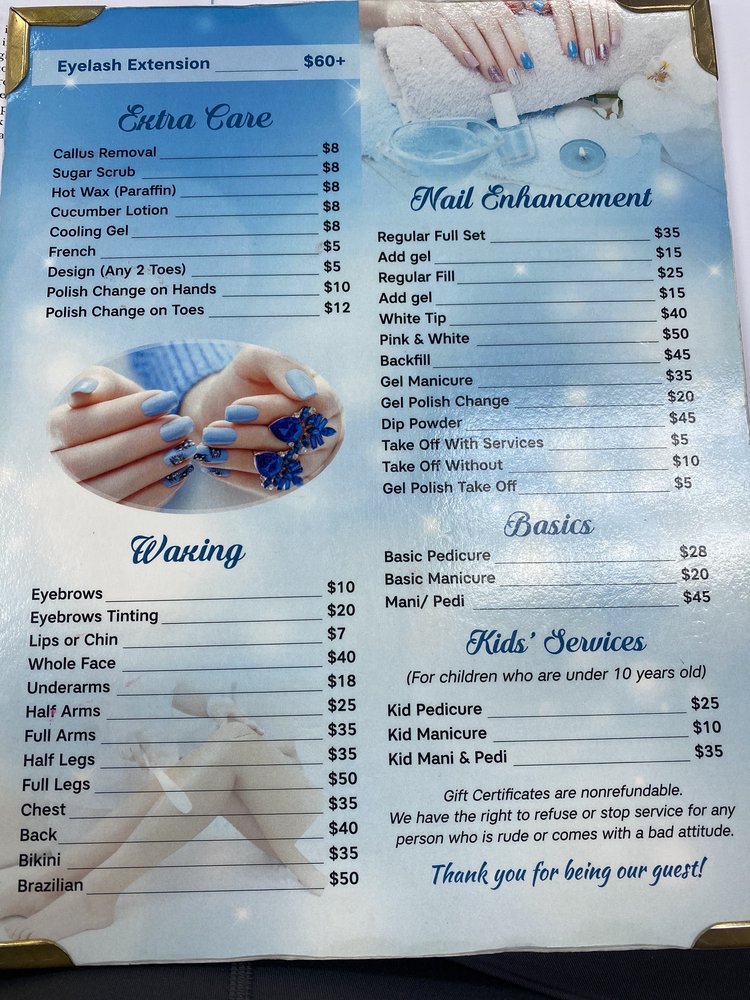 Eyelash Extension $60+
Extra Care
Callus Removal $8
Sugar Scrub $8
Hot Wax (Paraffin) $8
Cucumber Lotion $8
Cooling Gel $8
French $5
Design (Any 2 Toes) $5
Polish Change on Hands $10
Polish Change on Toes $12
Waxing
Eyebrows $10
Eyebrows Tinting $20
Lips or Chin $7
Whole Face $40
Underarms $18
Half Arms $25
Full Arms $35
Half Legs $35
Full Legs $50
Chest $35
Back $40
Bikini $35
Brazilian $50
Nail Enhancement
Regular Full Set $35
Add gel $15
Regular Fill $25
Add gel $15
White Tip $40
Pink & White $50
Backfill $45
Gel Manicure $35
Gel Polish Change $20
Dip Powder $45
Take Off With Services $5
Take Off Without $10
Gel Polish Take Off $5
Basics
Basic Pedicure $28
Basic Manicure $20
Mani/ Pedi $45
Kids' Services
(For children who are under 10 years old)
Kid Pedicure $25
Kid Manicure $10
Kid Mani & Pedi $35
Gift Certificates are nonrefundable.
We have the right to refuse or stop service for any
person who is rude or comes with a bad attitude.
Thank you for being our guest!